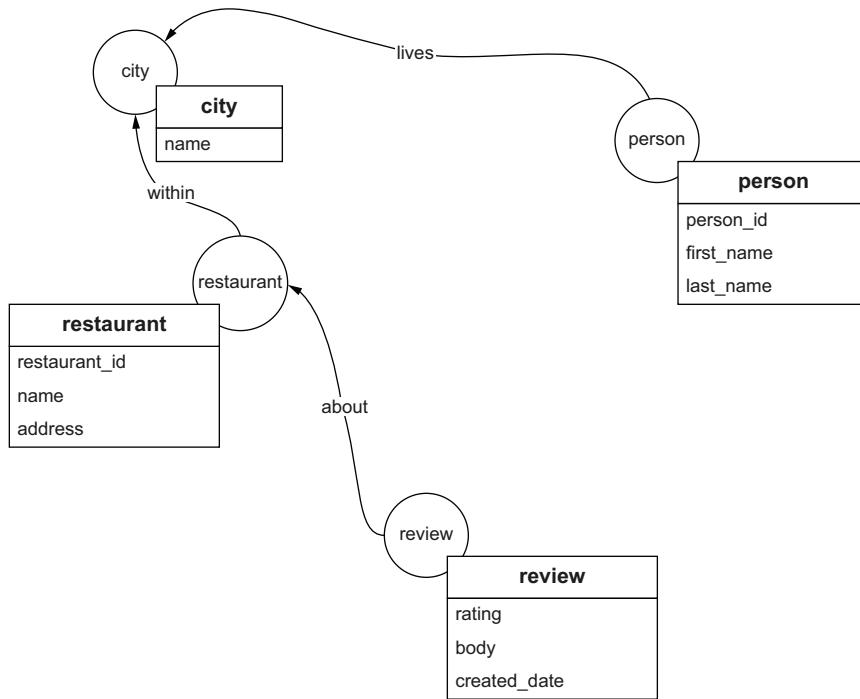 lives
city
city
name
person
person
person_id
first_name
last_name
within
restaurant
restaurant
restaurant_id
name
address
about
review
review
rating
body
created_date